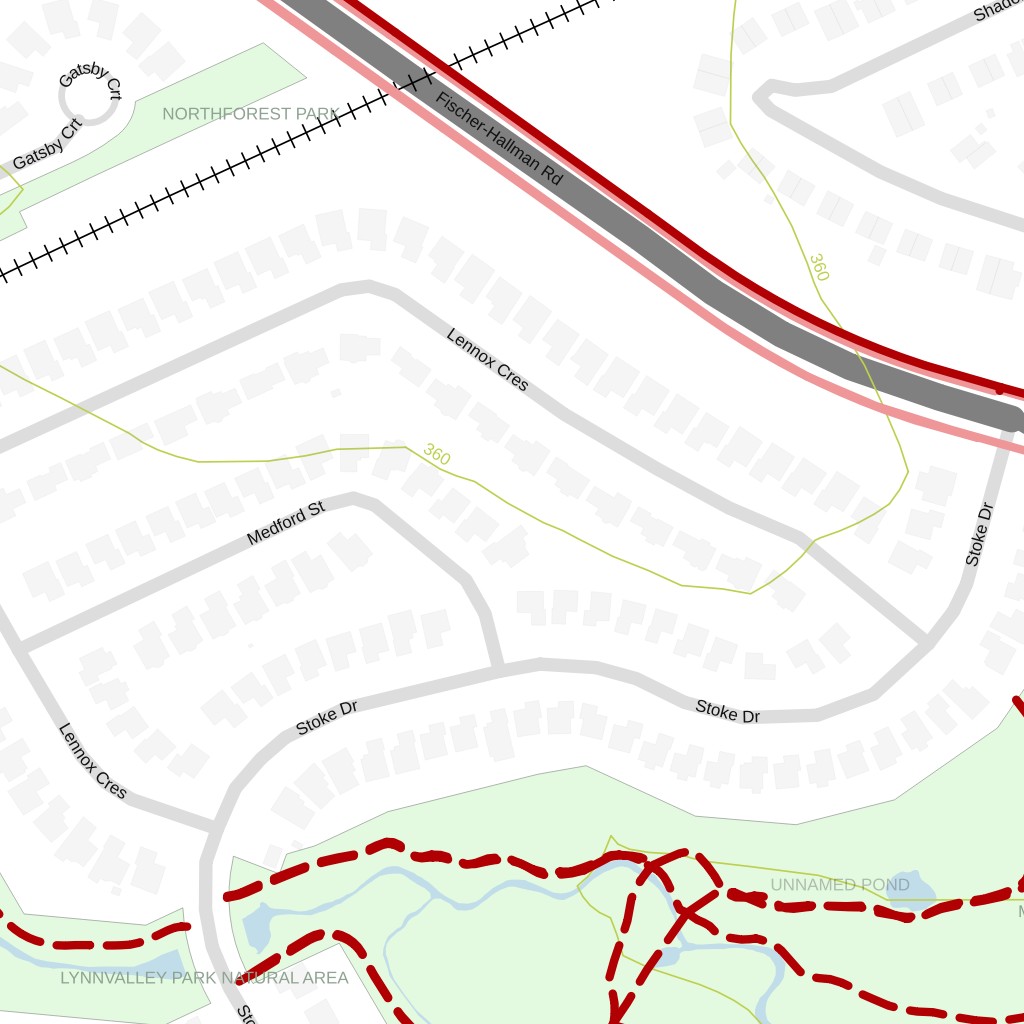 Gatsby Crt
Gatsby Crt
NORTHFOREST PARK
Fischer-Hallman Rd
360
Lennox Cres
360
Medford St
Stoke Dr
Stoke Dr
Stoke Dr
Lennox Cres
UNNAMED POND
LYNNVALLEY PARK NATURAL AREA